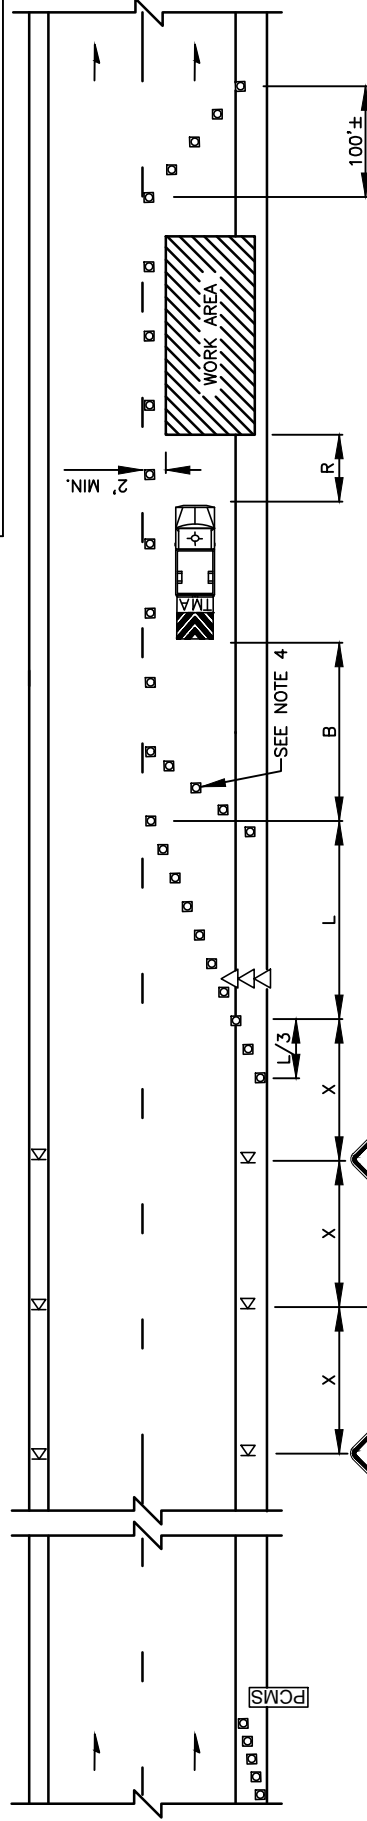 100'±
WORK AREA
2' MIN.
R
TMA
SEE NOTE 4
B
L
L/3
X
X
X
PCMS